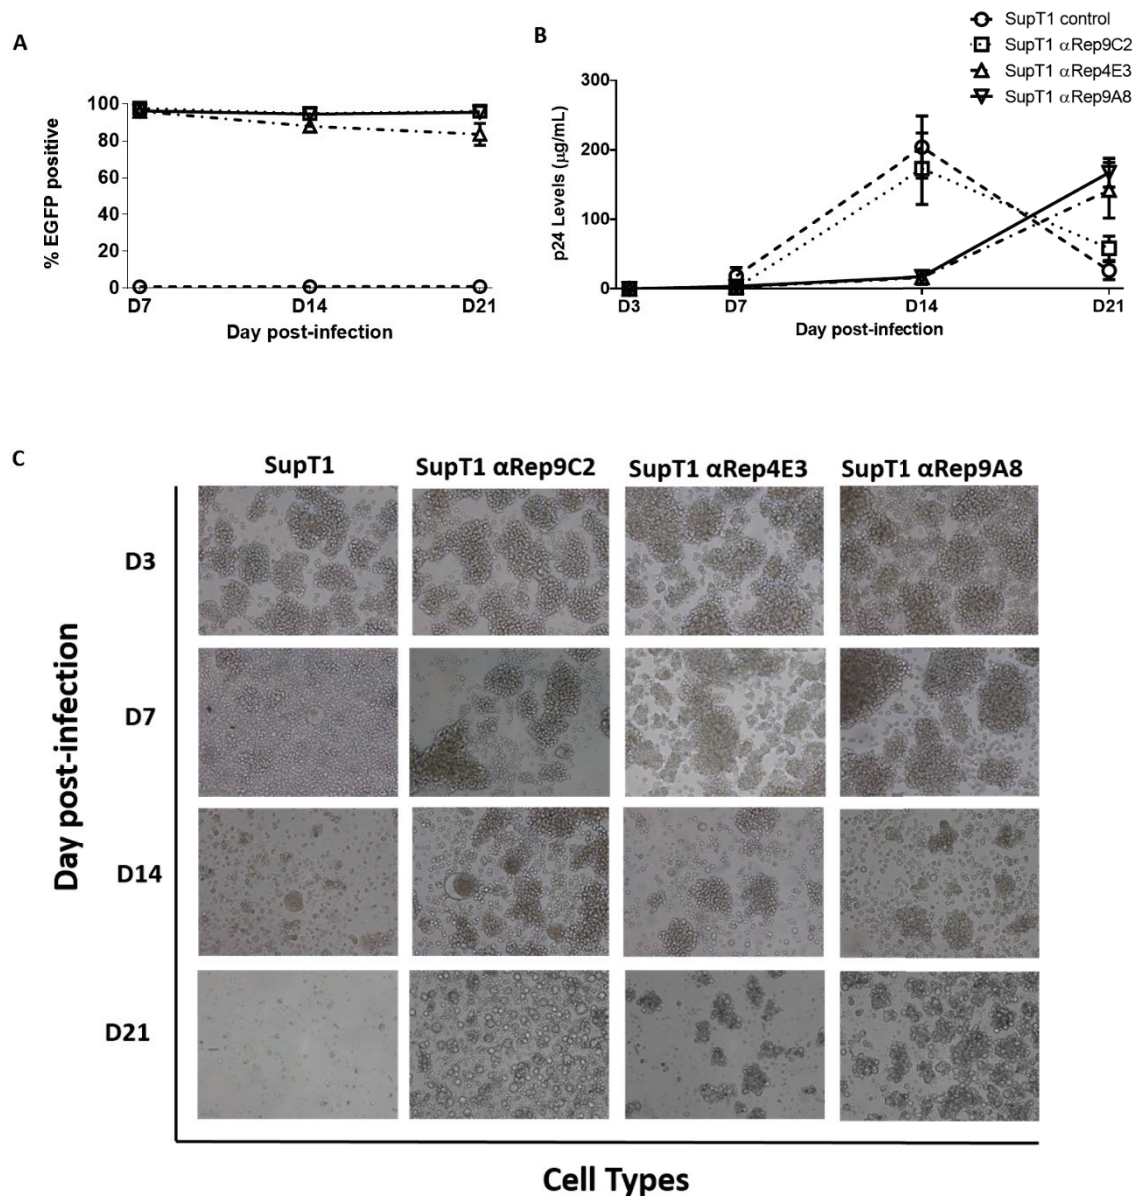 A
% EGFP positive
100
80
60
40
20
0
D7
D14
D21
Day post-infection
B
SupT1 control
SupT1 αRep9C2
SupT1 αRep4E3
SupT1 αRep9A8
p24 Levels (µg/mL)
300
200
100
0
D3
D7
D14
D21
Day post-infection
C
SupT1
SupT1 αRep9C2
SupT1 αRep4E3
SupT1 αRep9A8
Day post-infection
D3
D7
D14
D21
Cell Types